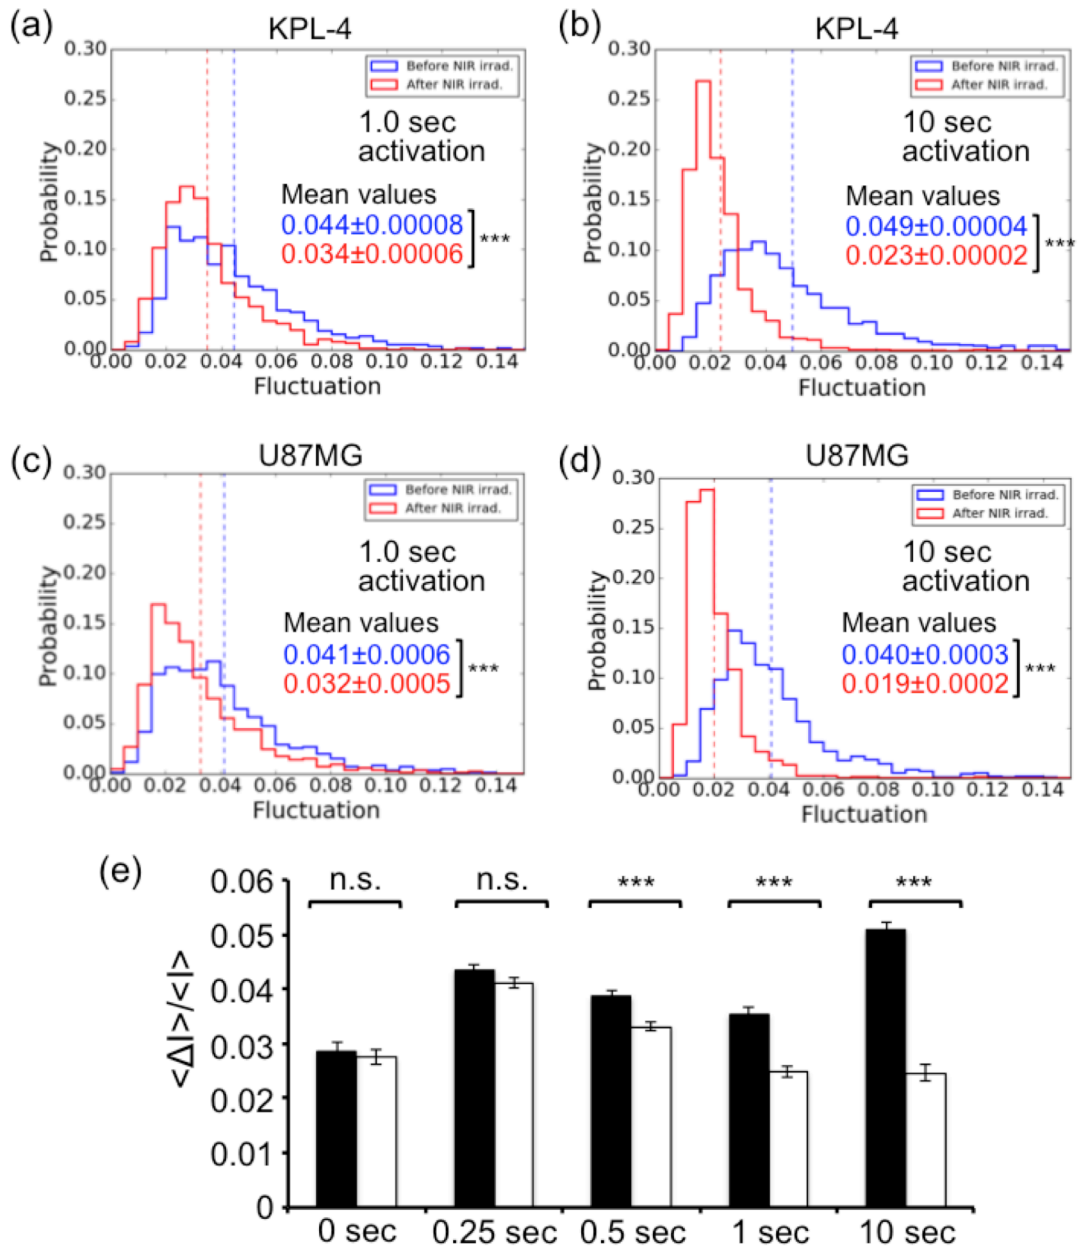 (a)
KPL-4
0.30
0.25
0.20
0.15
0.10
0.05
0.00
Probability
Before NIR irrad.
After NIR irrad.
1.0 sec
activation
Mean values
0.044±0.00008
0.034±0.00006
***
0.00 0.02 0.04 0.06 0.08 0.10 0.12 0.14
Fluctuation
(b)
KPL-4
0.30
0.25
0.20
0.15
0.10
0.05
0.00
Probability
Before NIR irrad.
After NIR irrad.
10 sec
activation
Mean values
0.049±0.00004
0.023±0.00002
***
0.00 0.02 0.04 0.06 0.08 0.10 0.12 0.14
Fluctuation
(c)
U87MG
0.30
0.25
0.20
0.15
0.10
0.05
0.00
Probability
Before NIR irrad.
After NIR irrad.
1.0 sec
activation
Mean values
0.041±0.0006
0.032±0.0005
***
0.00 0.02 0.04 0.06 0.08 0.10 0.12 0.14
Fluctuation
(d)
U87MG
0.30
0.25
0.20
0.15
0.10
0.05
0.00
Probability
Before NIR irrad.
After NIR irrad.
10 sec
activation
Mean values
0.040±0.0003
0.019±0.0002
***
0.00 0.02 0.04 0.06 0.08 0.10 0.12 0.14
Fluctuation
(e)
<ΔI>/<I>
0.06
0.05
0.04
0.03
0.02
0.01
0
n.s. n.s. *** *** ***
0 sec 0.25 sec 0.5 sec 1 sec 10 sec